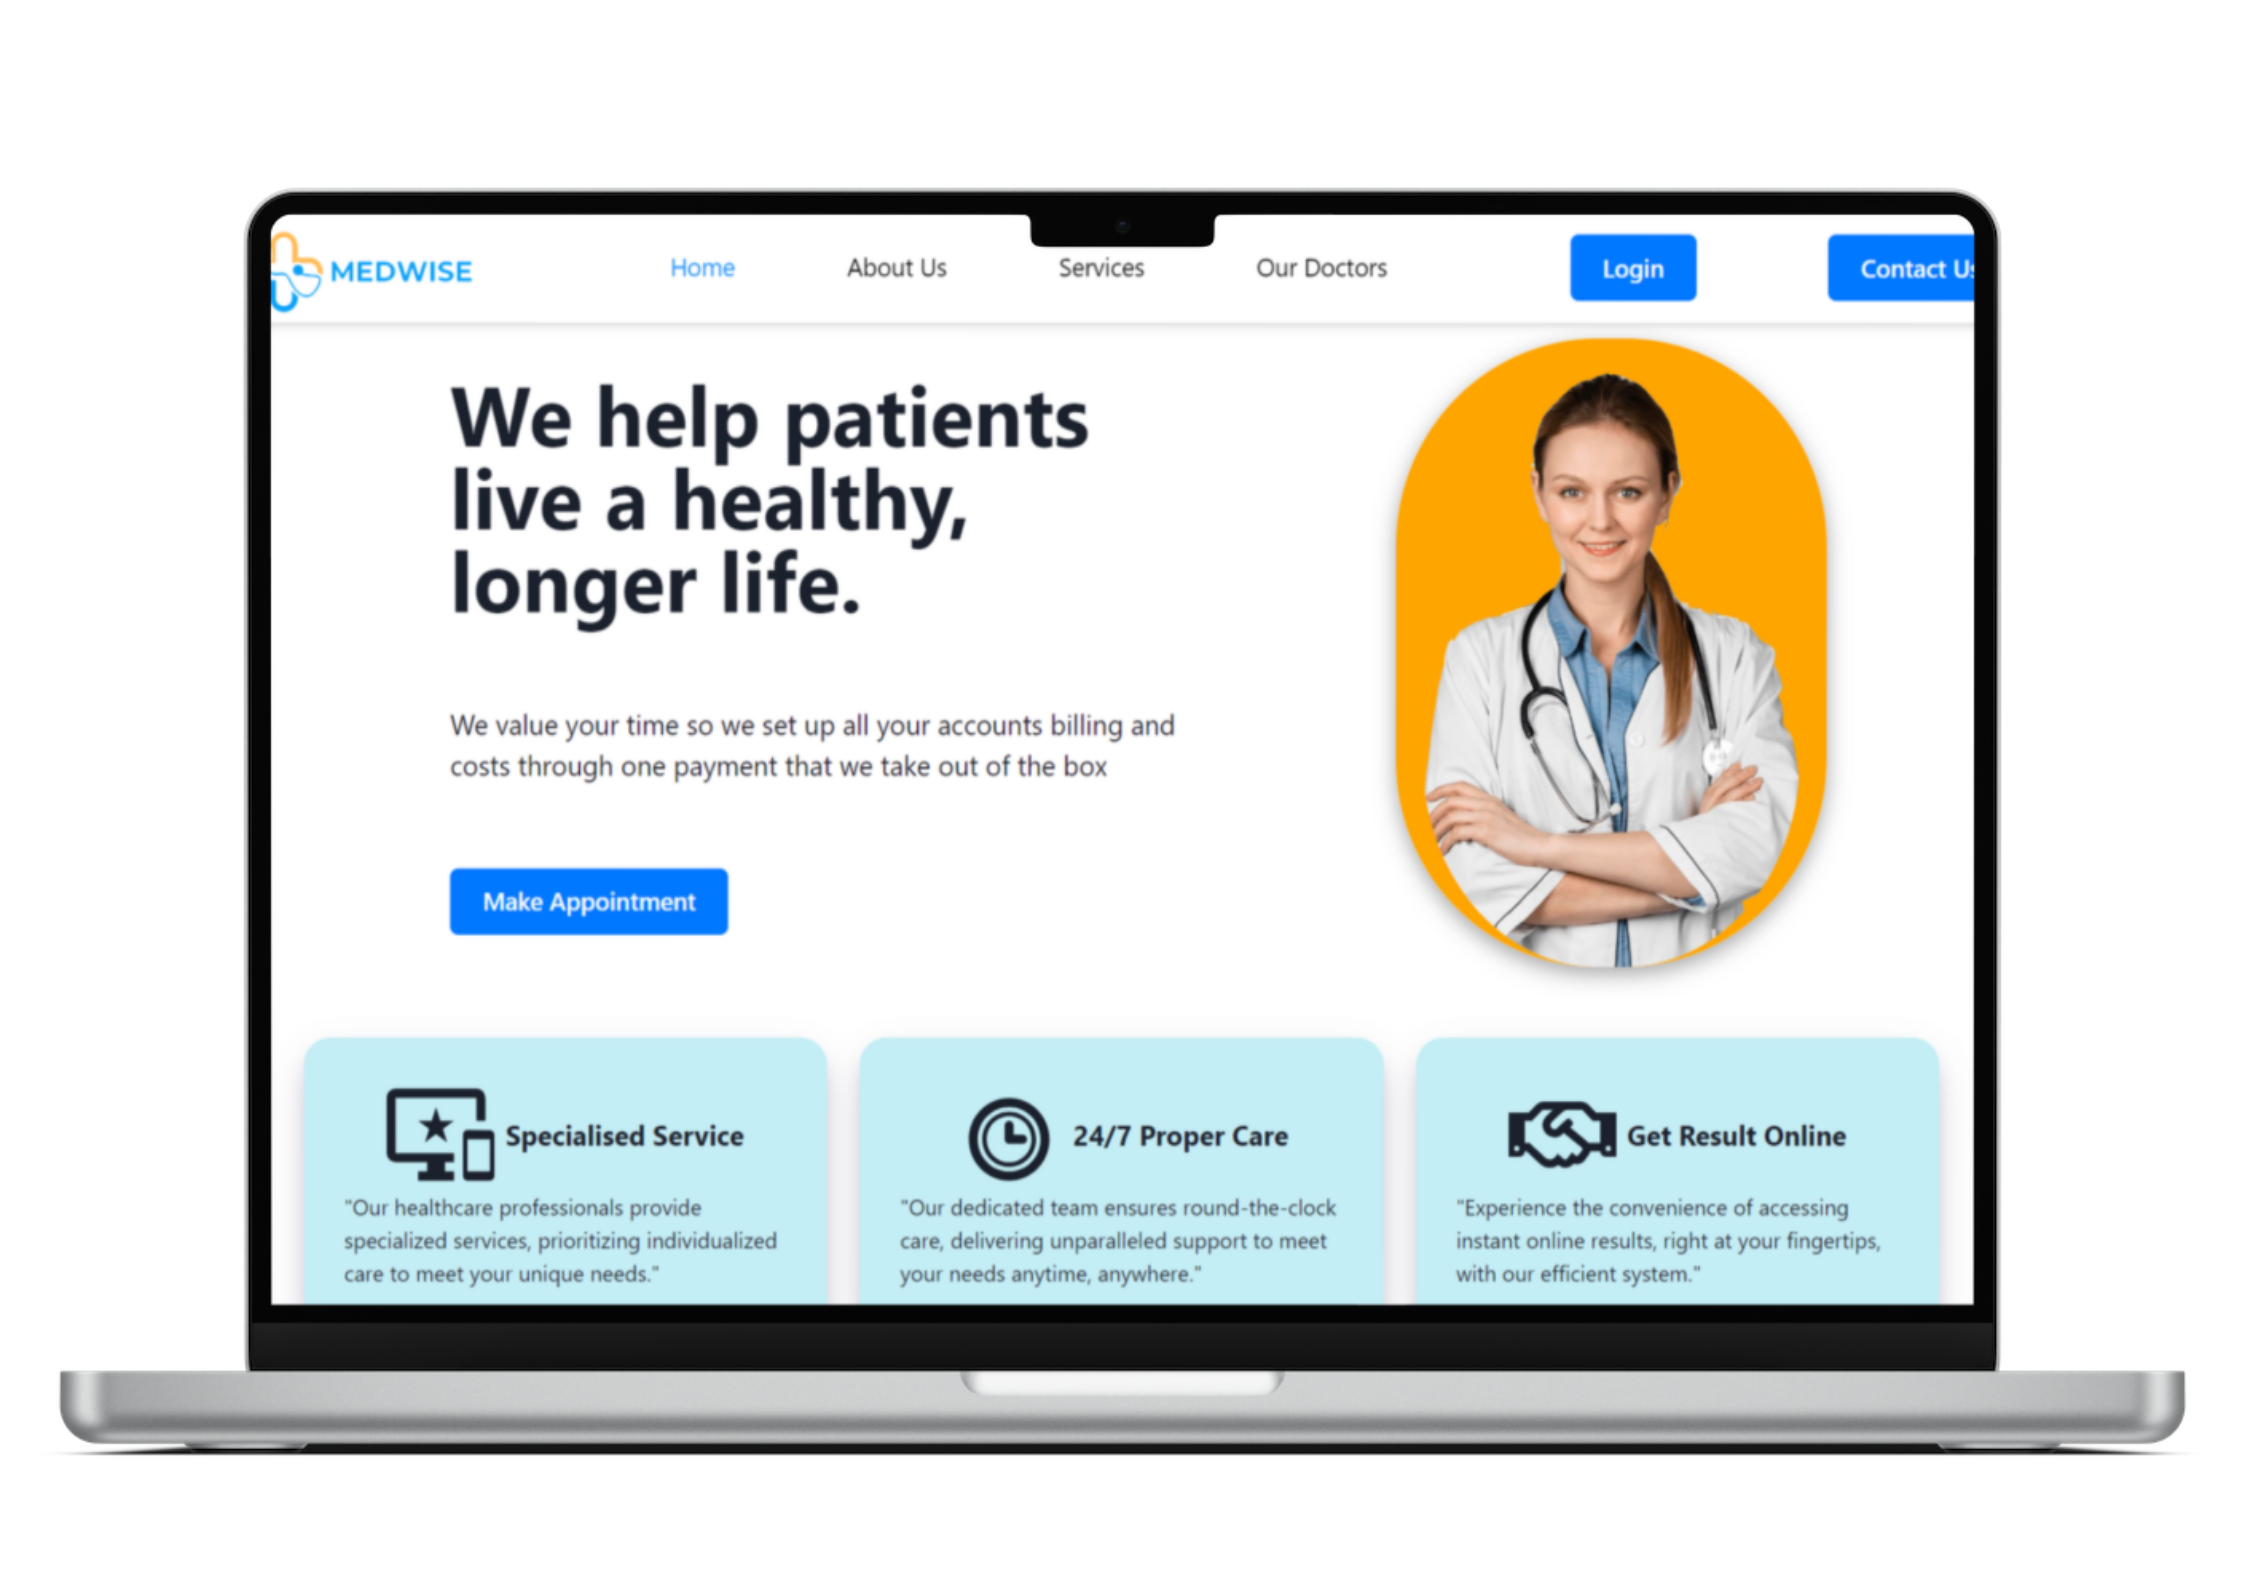 MEDWISE
Home
About Us
Services
Our Doctors
Login
Contact Us
We help patients
live a healthy,
longer life.
We value your time so we set up all your accounts billing and
costs through one payment that we take out of the box
Make Appointment
Specialised Service
"Our healthcare professionals provide
specialized services, prioritizing individualized
care to meet your unique needs."
24/7 Proper Care
"Our dedicated team ensures round-the-clock
care, delivering unparalleled support to meet
your needs anytime, anywhere."
Get Result Online
"Experience the convenience of accessing
instant online results, right at your fingertips,
with our efficient system."